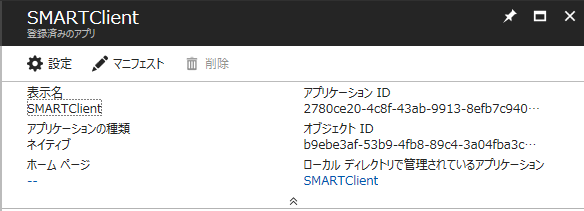 SMARTClient
登録済みのアプリ
設定 マニフェスト 削除
表示名 アプリケーション ID
SMARTClient 2780ce20-4c8f-43ab-9913-8efb7c940…
アプリケーションの種類 オブジェクト ID
ネイティブ b9ebe3af-53b9-4fb8-89c4-3a04fba3c…
ホーム ページ ローカル ディレクトリで管理されているアプリケーション
-- SMARTClient